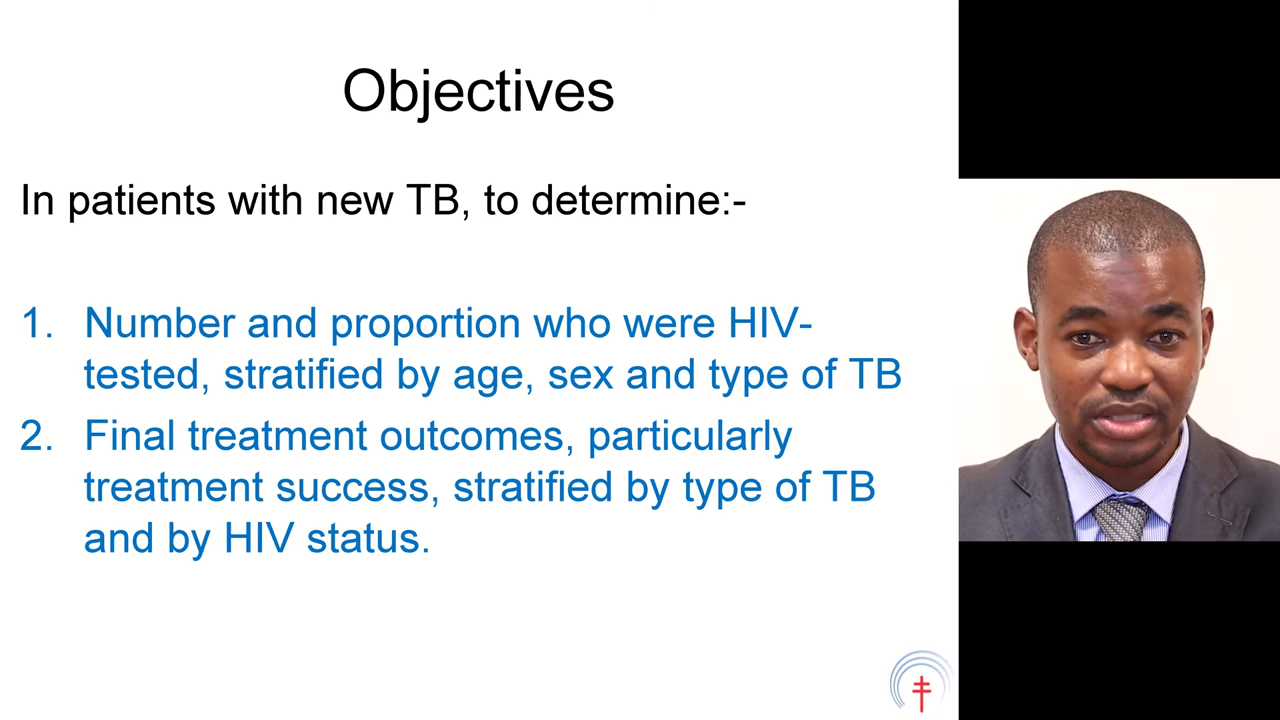 Objectives
In patients with new TB, to determine:-
1. Number and proportion who were HIV-
tested, stratified by age, sex and type of TB
2. Final treatment outcomes, particularly
treatment success, stratified by type of TB
and by HIV status.